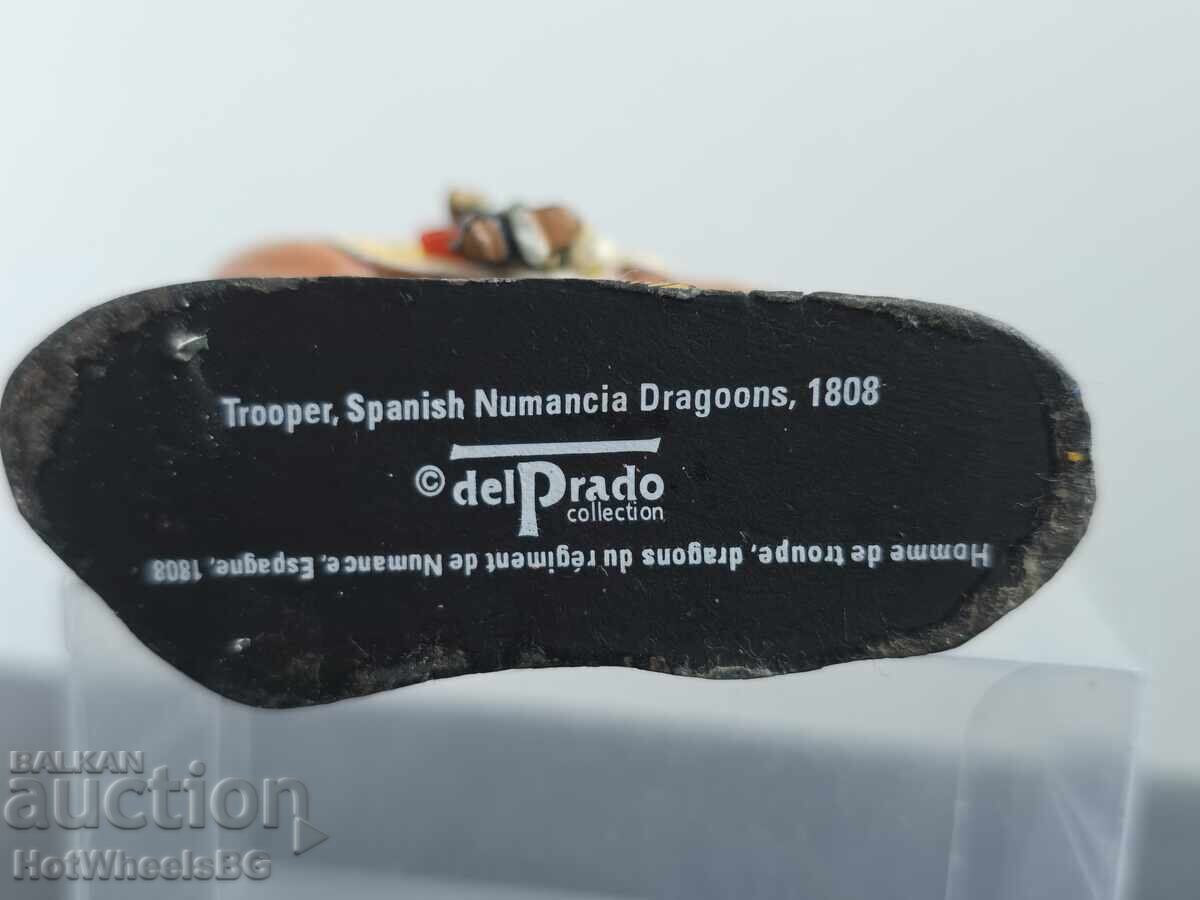 Trooper, Spanish Numancia Dragoons, 1808
© delPrado
collection
Homme de troupe, dragons du régiment de Numance, Espagne, 1808
BALKAN
auction
HotWheelsBG